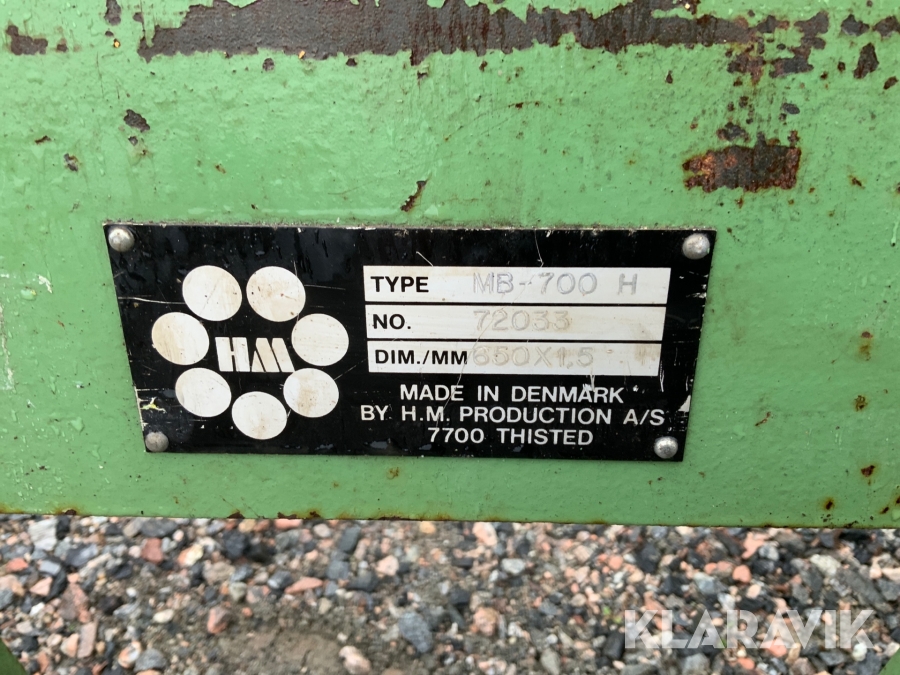 HM
TYPE MB-700 H
NO. 72033
DIM./MM 650X1,5
MADE IN DENMARK
BY H.M. PRODUCTION A/S
7700 THISTED
KLARAVIK